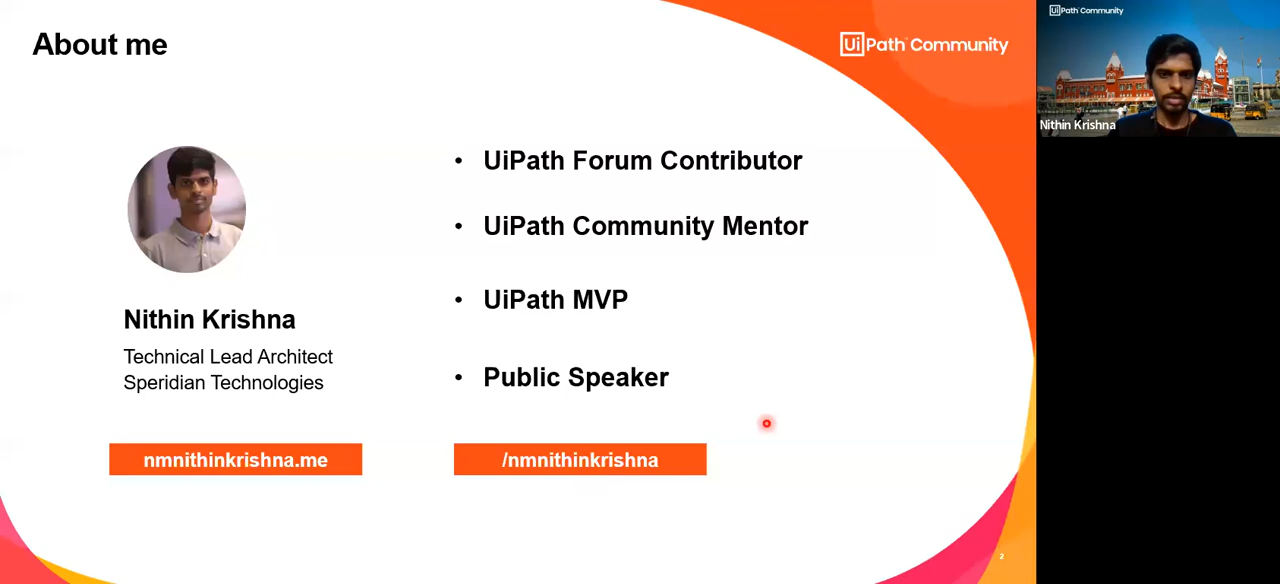 About me
UiPath Community
• UiPath Forum Contributor
• UiPath Community Mentor
• UiPath MVP
• Public Speaker
Nithin Krishna
Technical Lead Architect
Speridian Technologies
nmnithinkrishna.me
/nmnithinkrishna
2
UiPath Community
Nithin Krishna